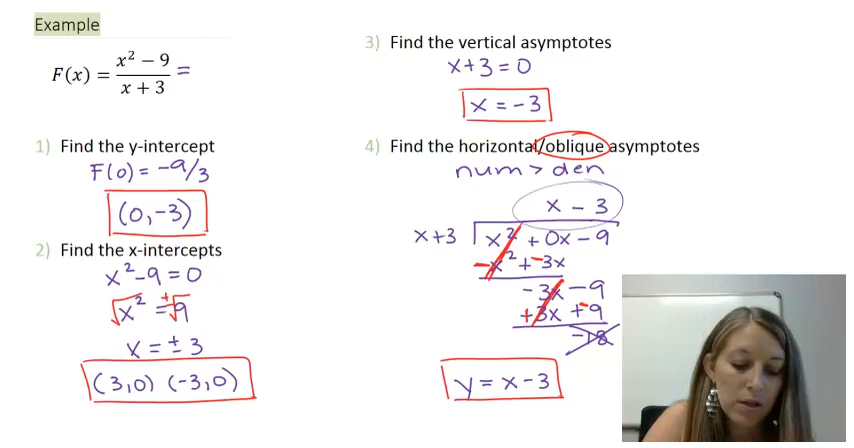 Example
F(x) = x² − 9 / x + 3 =
1) Find the y-intercept
F(0) = -9/3
(0,-3)
2) Find the x-intercepts
x² - 9 = 0
√x² = ±√9
x = ± 3
(3,0) (-3,0)
3) Find the vertical asymptotes
x+3 = 0
x = -3
4) Find the horizontal/oblique asymptotes
num > den
x - 3
x+3 x² + 0x - 9
- x² + - 3x
- 3x - 9
+ 3x + - 9
- 18
y = x - 3